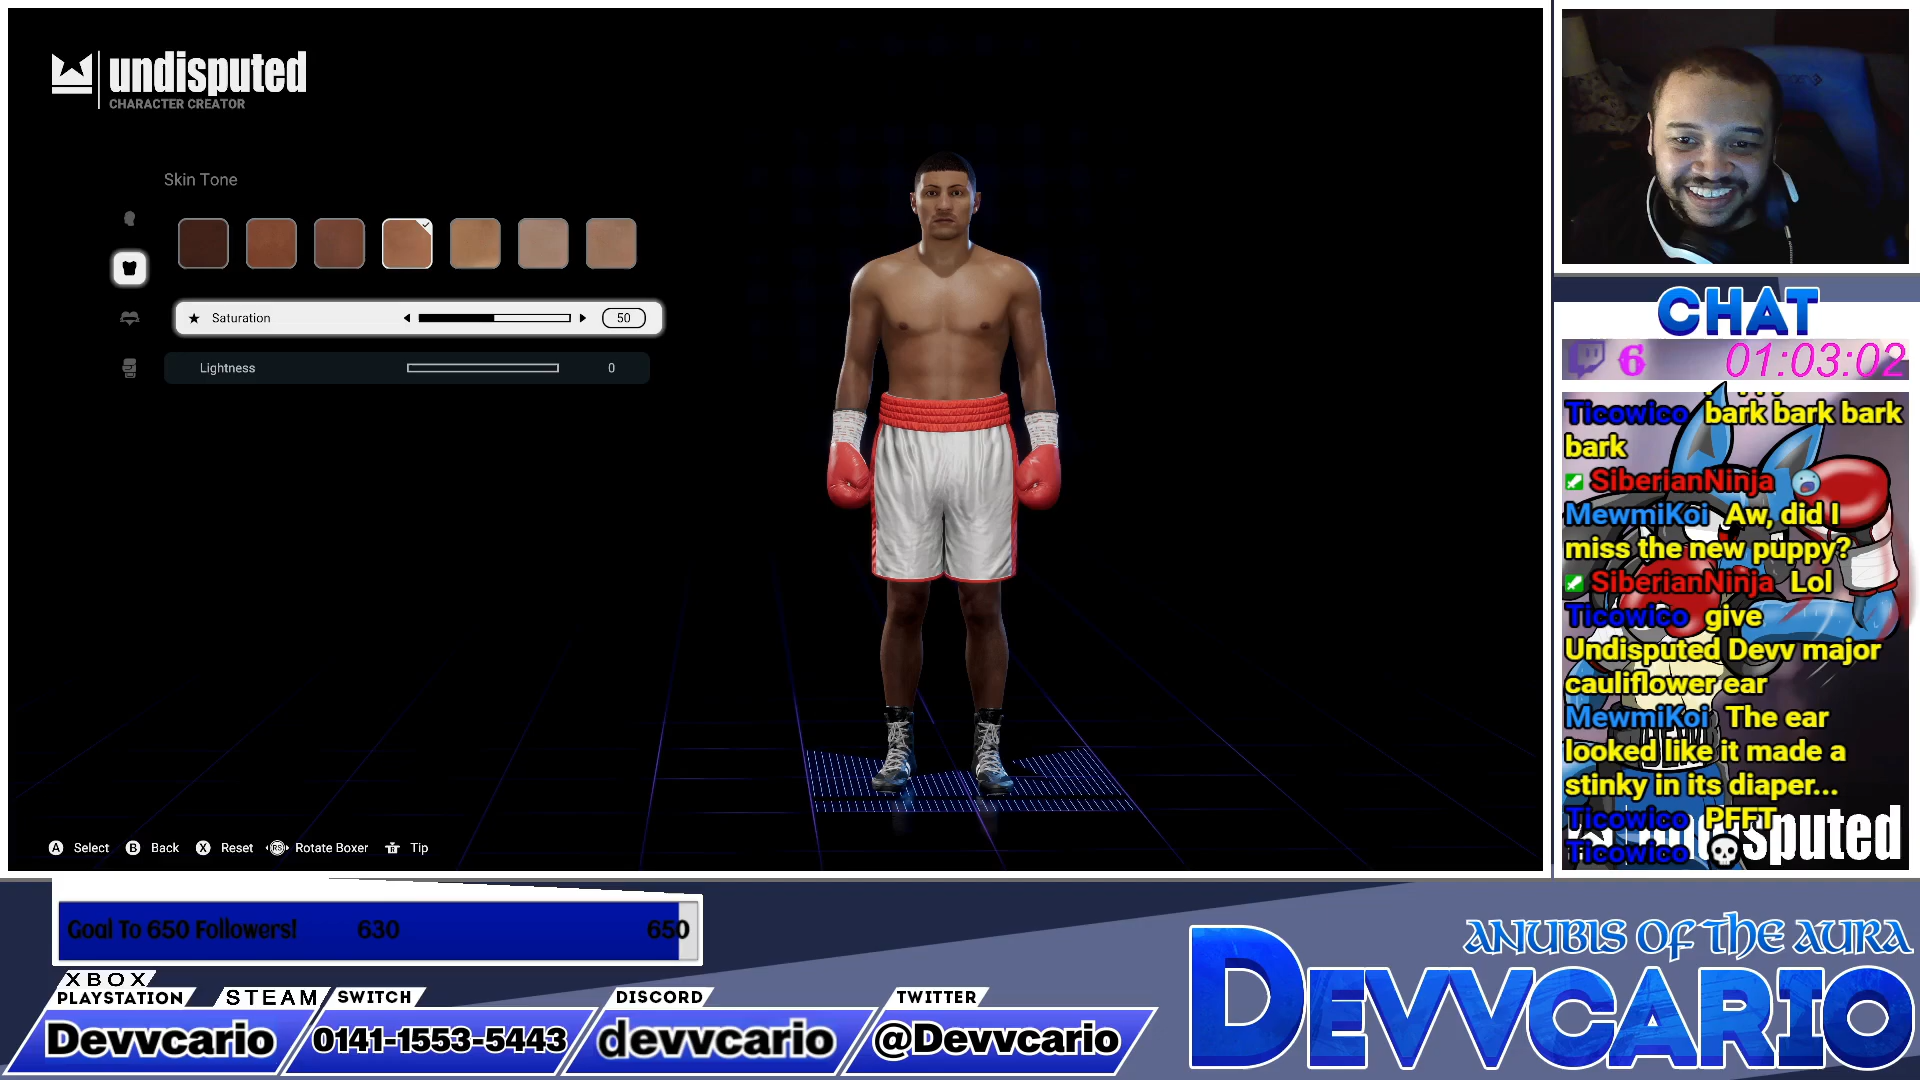 undisputed
CHARACTER CREATOR
Skin Tone
Saturation 50
Lightness 0
A Select B Back X Reset RS Rotate Boxer Tip
CHAT
6 01:03:02
Ticowico bark bark bark
bark
SiberianNinja
MewmiKoi Aw, did I
miss the new puppy?
SiberianNinja Lol
Ticowico give
Undisputed Devv major
cauliflower ear
MewmiKoi The ear
looked like it made a
stinky in its diaper...
Ticowico PFFT
Ticowico
Goal To 650 Followers! 630 650
XBOX
PLAYSTATION STEAM SWITCH DISCORD TWITTER
Devvcario 0141-1553-5443 devvcario @Devvcario
ANUBIS OF THE AURA
DEVVCARIO